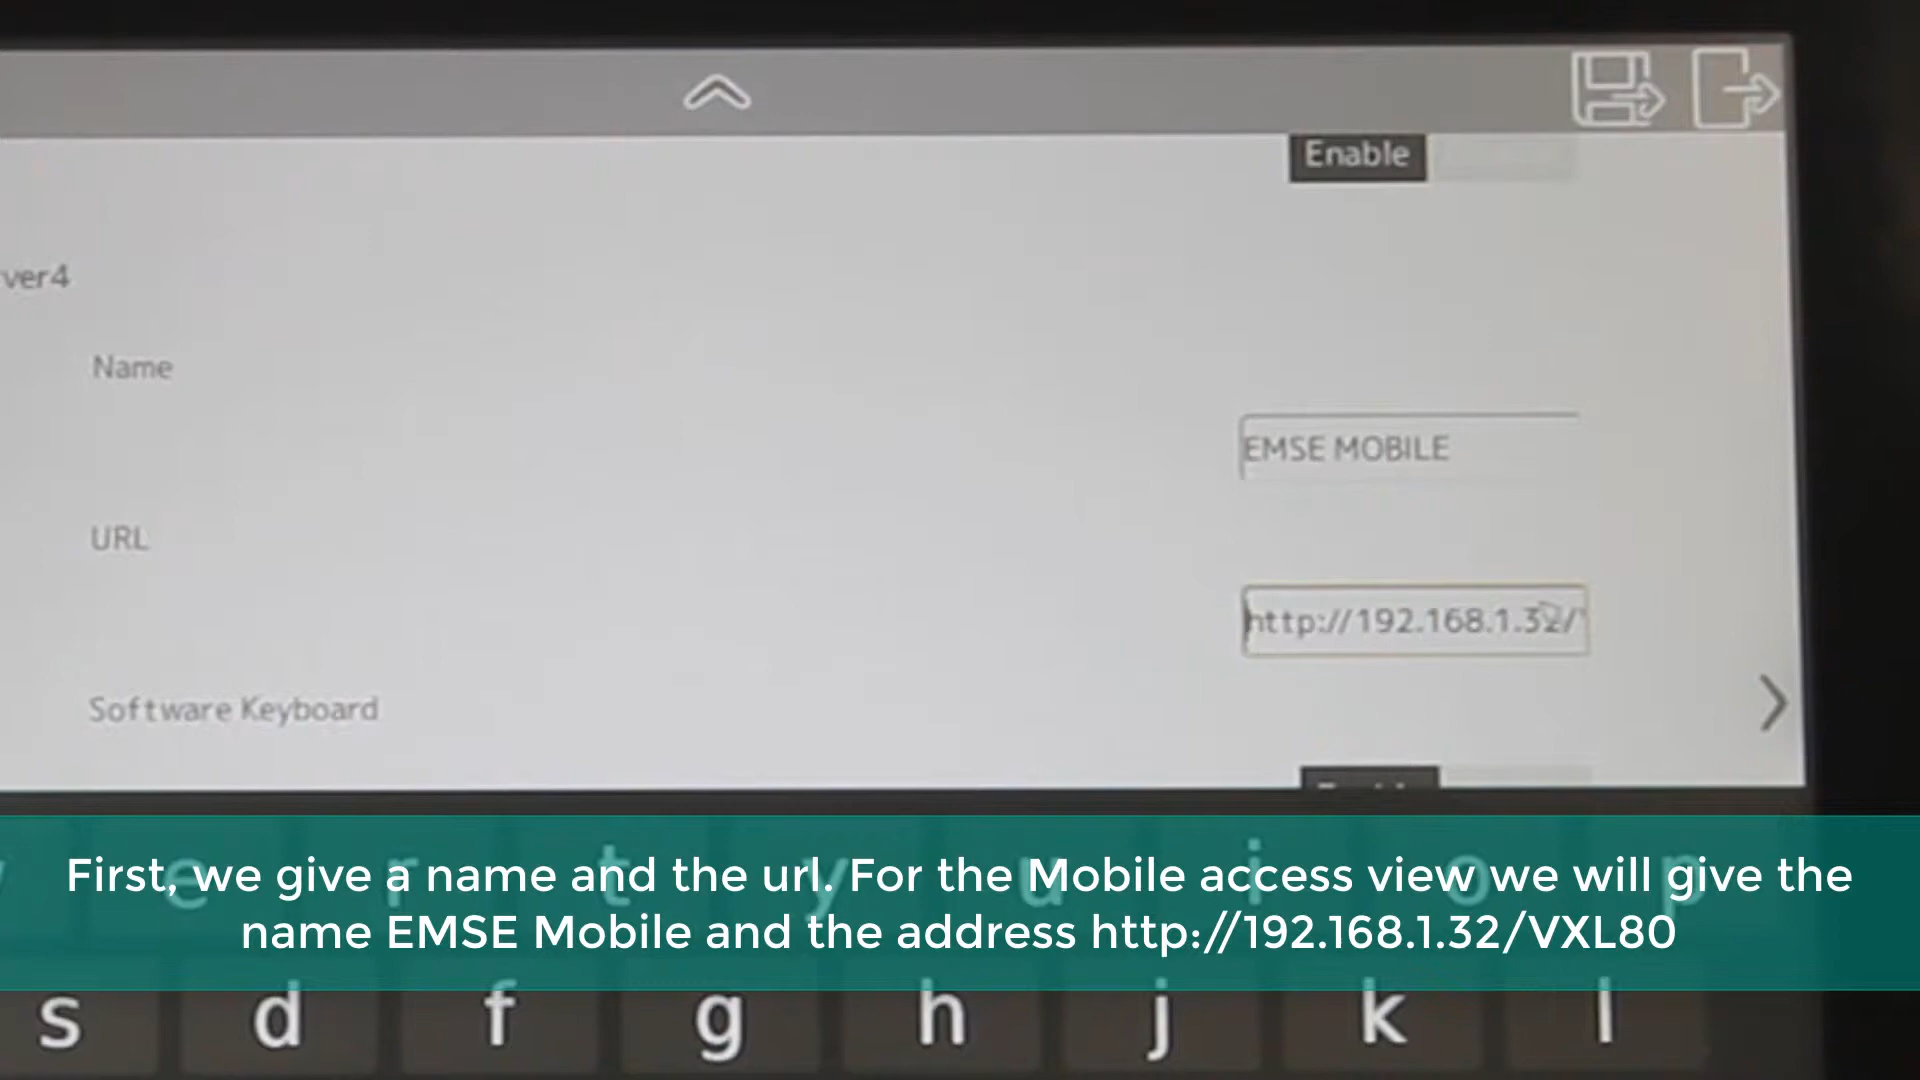 Enable
ver4
Name
EMSE MOBILE
URL
http://192.168.1.32/
Software Keyboard
e r t y u i o p
First, we give a name and the url. For the Mobile access view we will give the
name EMSE Mobile and the address http://192.168.1.32/VXL80
s d f g h j k l